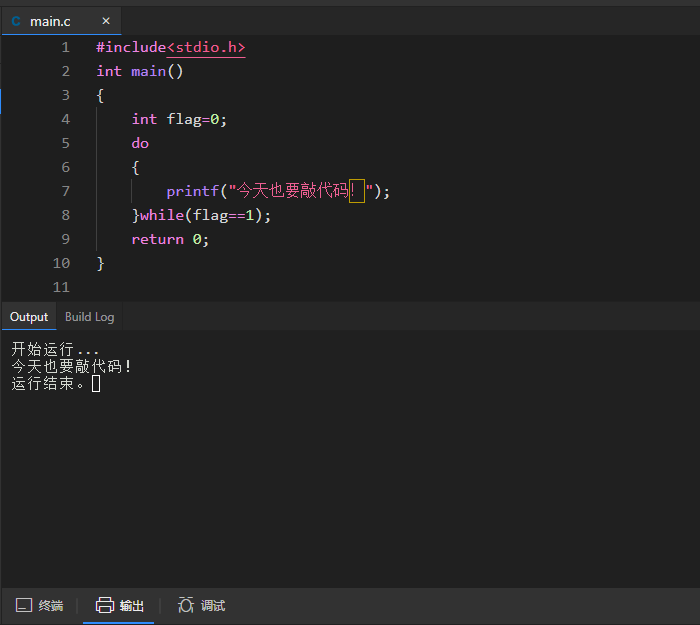 C main.c ×
1 #include<stdio.h>
2 int main()
3 {
4 int flag=0;
5 do
6 {
7 printf("今天也要敲代码！");
8 }while(flag==1);
9 return 0;
10 }
11
Output Build Log
开始运行...
今天也要敲代码！
运行结束。
终端 输出 调试